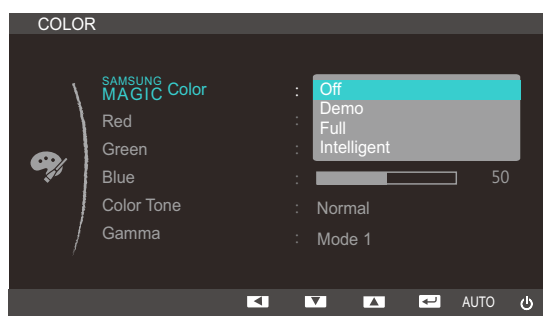 COLOR
SAMSUNG MAGIC Color : Off
Demo
Full
Intelligent
Red :
Green :
Blue : 50
Color Tone : Normal
Gamma : Mode 1
AUTO